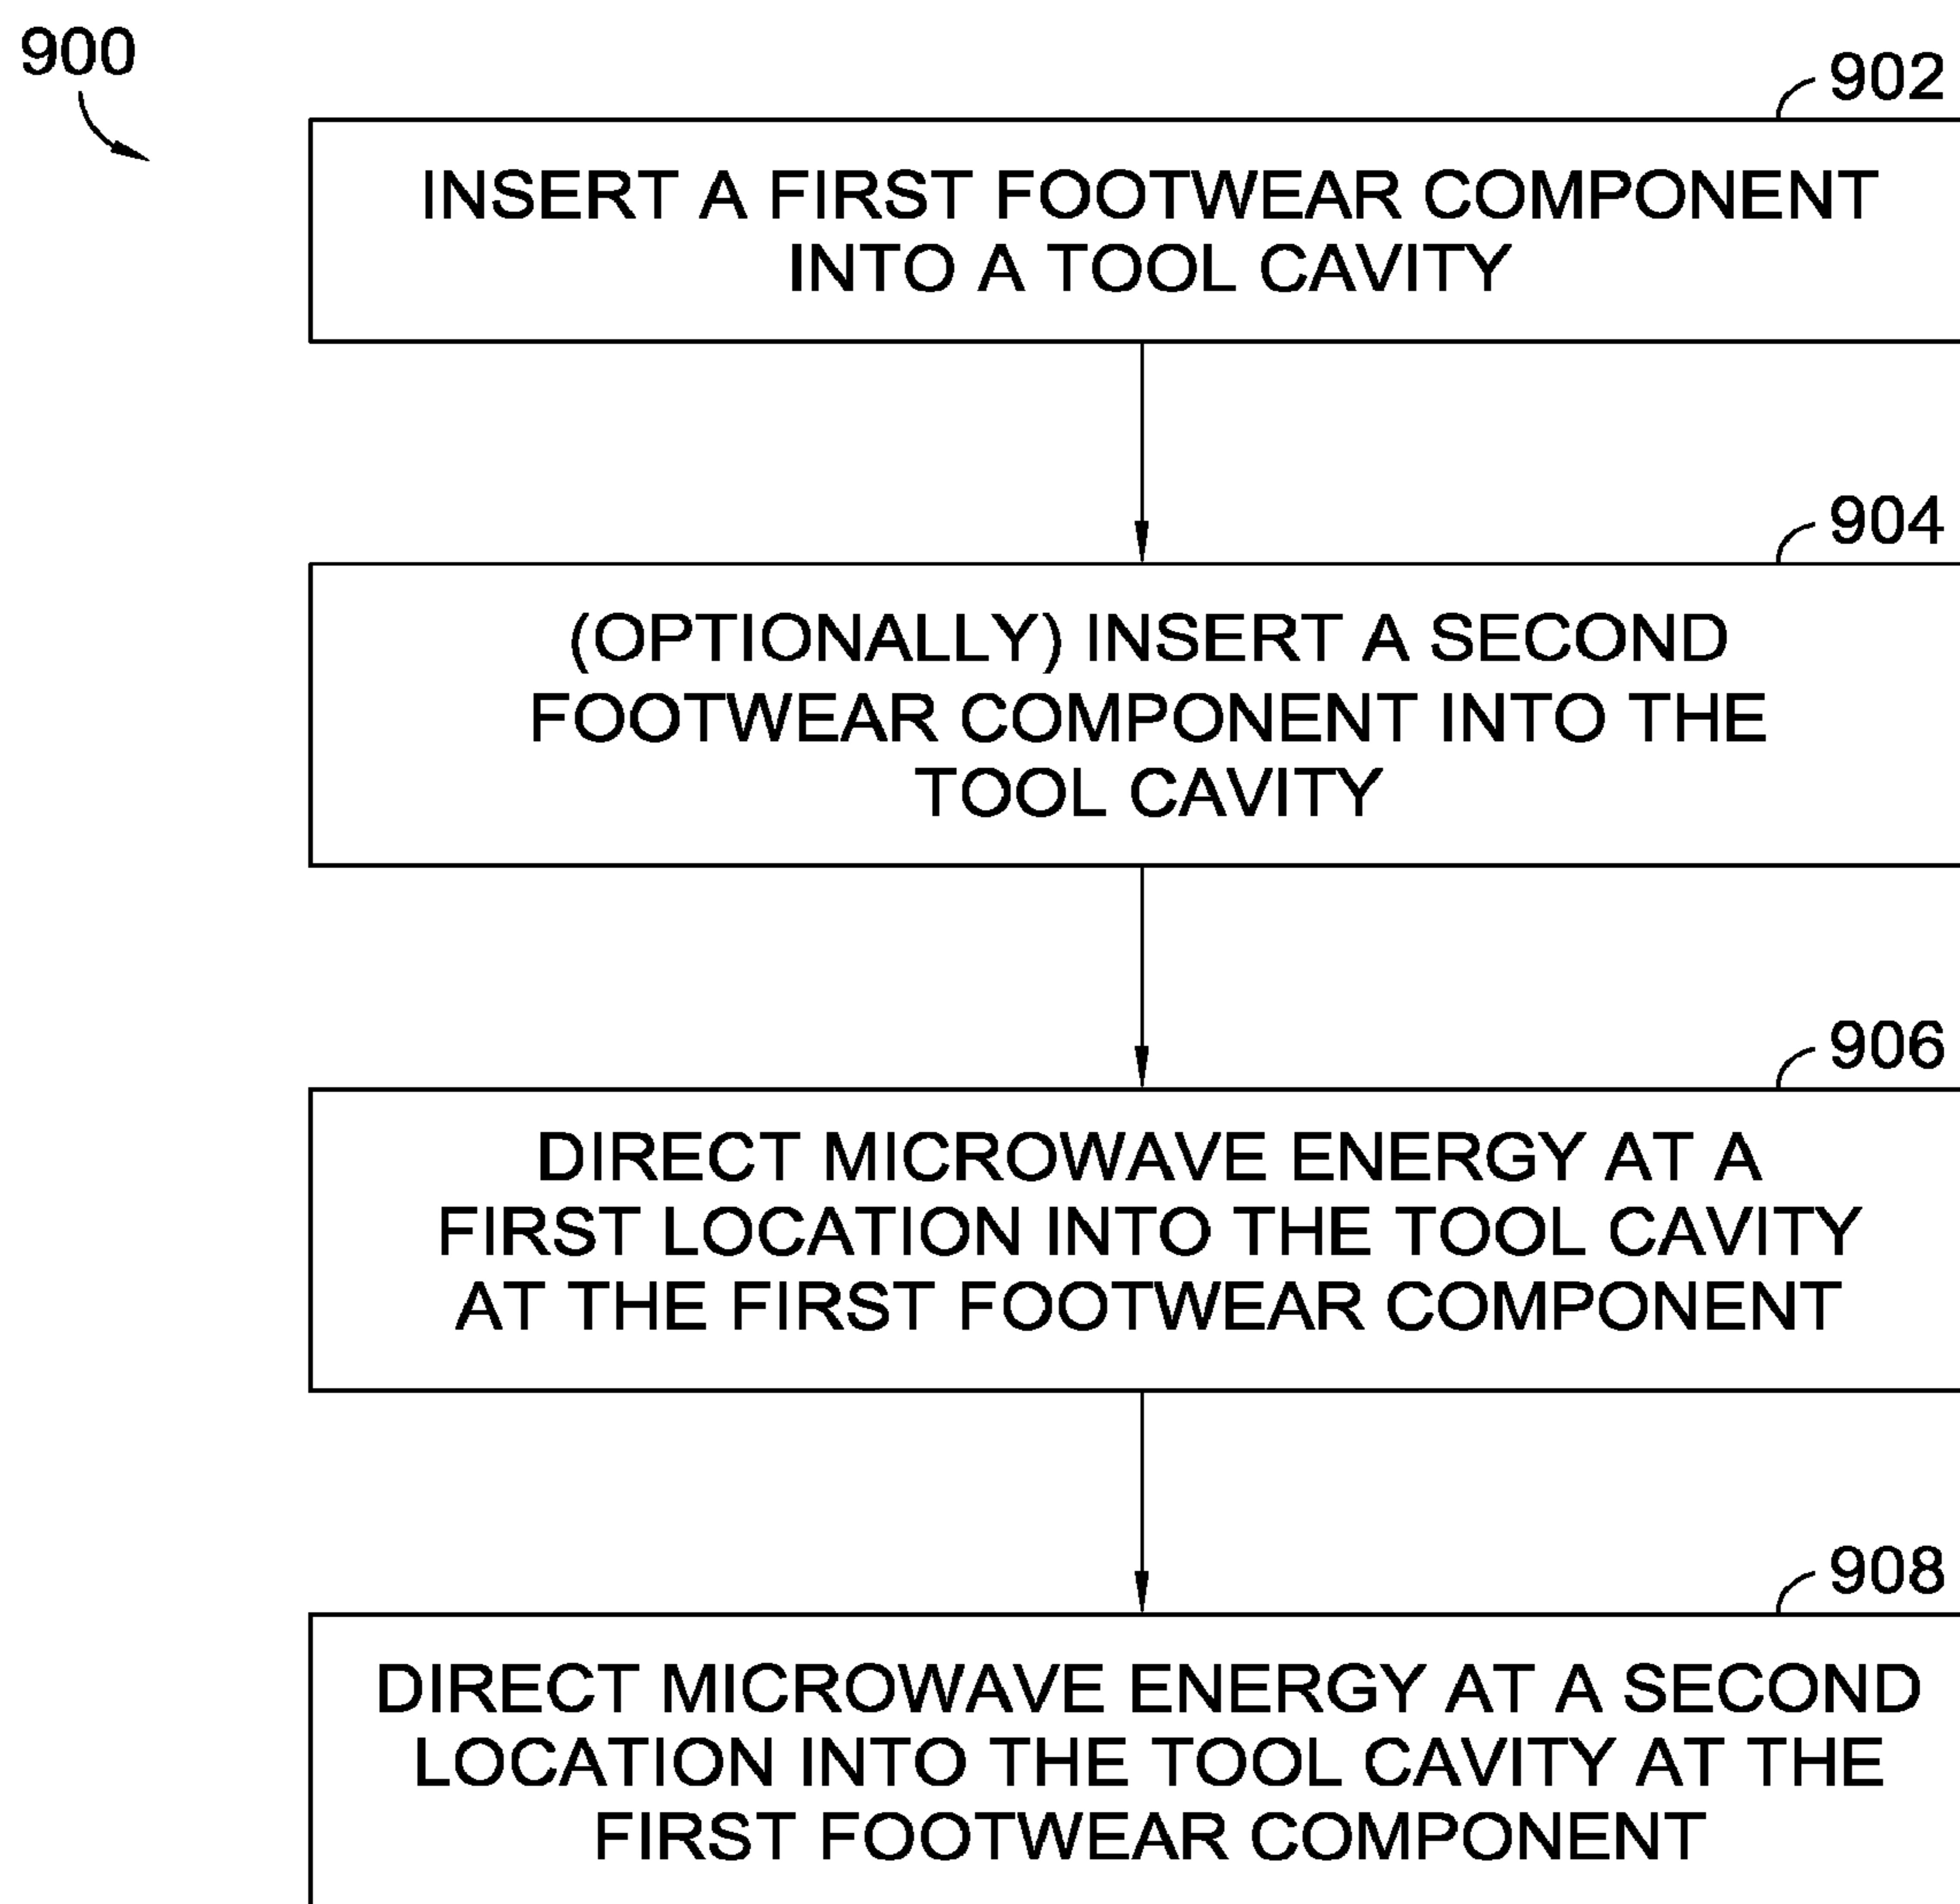 900
902
INSERT A FIRST FOOTWEAR COMPONENT
INTO A TOOL CAVITY
904
(OPTIONALLY) INSERT A SECOND
FOOTWEAR COMPONENT INTO THE
TOOL CAVITY
906
DIRECT MICROWAVE ENERGY AT A
FIRST LOCATION INTO THE TOOL CAVITY
AT THE FIRST FOOTWEAR COMPONENT
908
DIRECT MICROWAVE ENERGY AT A SECOND
LOCATION INTO THE TOOL CAVITY AT THE
FIRST FOOTWEAR COMPONENT